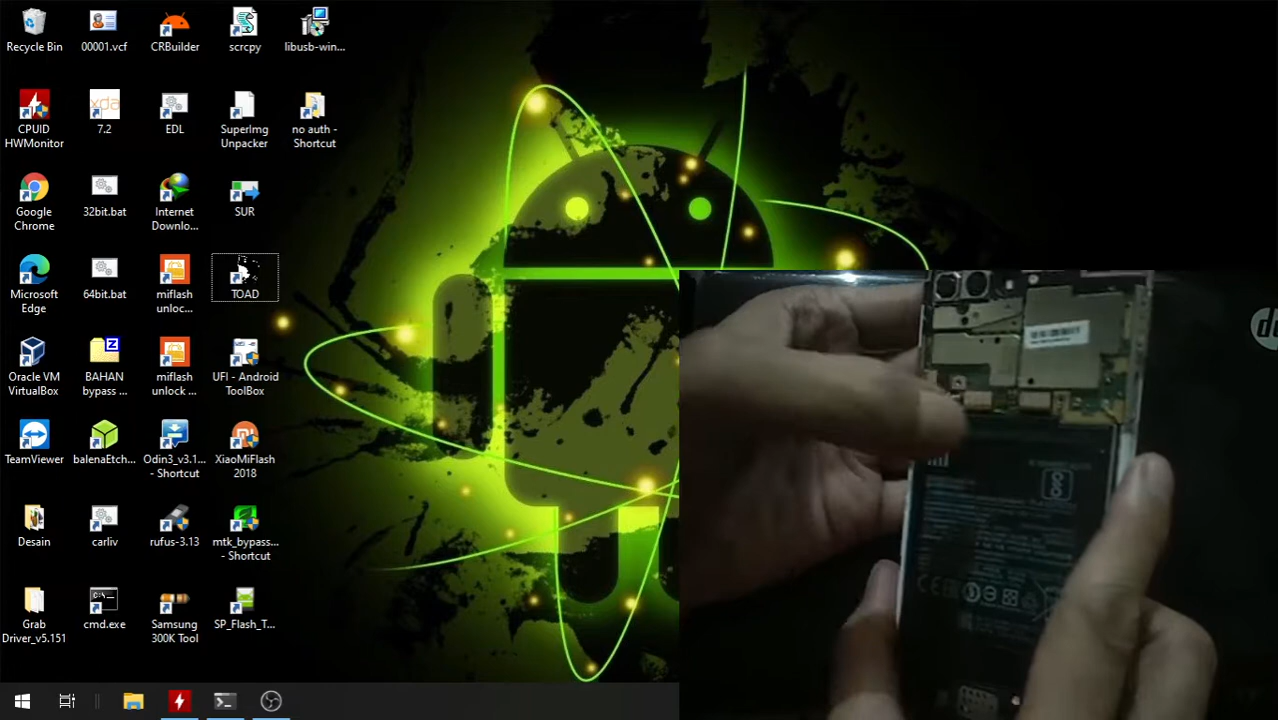 Recycle Bin
00001.vcf
CRBuilder
scrcpy
libusb-win...
CPUID
HWMonitor
xda
7.2
EDL
SuperImg
Unpacker
no auth -
Shortcut
Google
Chrome
32bit.bat
Internet
Downlo...
SUR
Microsoft
Edge
64bit.bat
miflash
unloc...
TOAD
Oracle VM
VirtualBox
BAHAN
bypass ...
miflash
unlock ...
UFI - Android
ToolBox
TeamViewer
balenaEtch...
Odin3_v3.1...
- Shortcut
XiaoMiFlash
2018
Desain
carliv
rufus-3.13
mtk_bypass...
- Shortcut
Grab
Driver_v5.151
cmd.exe
Samsung
300K Tool
SP_Flash_T...
hp